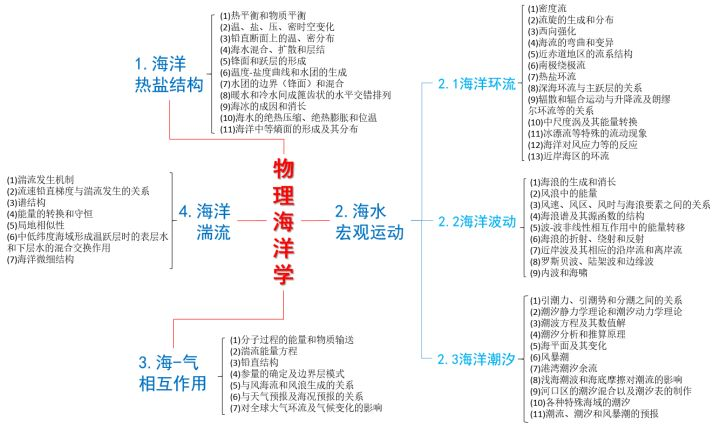 物理海洋学
1.海洋
热盐结构
(1)热平衡和物质平衡
(2)温、盐、压、密时空变化
(3)铅直断面上的温、密分布
(4)海水混合、扩散和层结
(5)锋面和跃层的形成
(6)温度-盐度曲线和水团的生成
(7)水团的边界（锋面）和混合
(8)暖水和冷水间成篦齿状的水平交错排列
(9)海冰的成因和消长
(10)海水的绝热压缩、绝热膨胀和位温
(11)海洋中等熵面的形成及其分布
2.海水
宏观运动
2.1海洋环流
(1)密度流
(2)流旋的生成和分布
(3)西向强化
(4)海流的弯曲和变异
(5)近赤道地区的流系结构
(6)南极绕极流
(7)热盐环流
(8)深海环流与主跃层的关系
(9)辐散和辐合运动与升降流及朗缪
尔环流等的关系
(10)中尺度涡及其能量转换
(11)冰漂流等特殊的流动现象
(12)海洋对风应力等的反应
(13)近岸海区的环流
2.2海洋波动
(1)海浪的生成和消长
(2)风浪中的能量
(3)风速、风区、风时与海浪要素之间的关系
(4)海浪谱及其源函数的结构
(5)波-波非线性相互作用中的能量转移
(6)海浪的折射、绕射和反射
(7)近岸波及其相应的沿岸流和离岸流
(8)罗斯贝波、陆架波和边缘波
(9)内波和海啸
2.3海洋潮汐
(1)引潮力、引潮势和分潮之间的关系
(2)潮汐静力学理论和潮汐动力学理论
(3)潮波方程及其数值解
(4)潮汐分析和推算原理
(5)海平面及其变化
(6)风暴潮
(7)港湾潮汐余流
(8)浅海潮波和海底摩擦对潮流的影响
(9)河口区的潮汐混合以及潮汐表的制作
(10)各种特殊海域的潮汐
(11)潮流、潮汐和风暴潮的预报
3.海-气
相互作用
(1)分子过程的能量和物质输送
(2)湍流能量方程
(3)铅直结构
(4)参量的确定及边界层模式
(5)与风海流和风浪生成的关系
(6)与天气预报及海况预报的关系
(7)对全球大气环流及气候变化的影响
4.海洋
湍流
(1)湍流发生机制
(2)流速铅直梯度与湍流发生的关系
(3)谱结构
(4)能量的转换和守恒
(5)局地相似性
(6)中低纬度海域形成温跃层时的表层水
和下层水的混合交换作用
(7)海洋微细结构